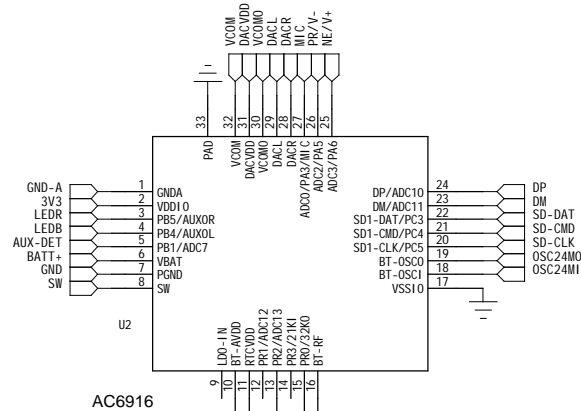 VCOM
DACVDD
VCOMO
DACL
DACR
MIC
PR/V-
NE/V+
33
32
31
30
29
28
27
26
25
PAD
VCOM
DACVDD
VCOMO
DACL
DACR
ADC0/PA3/MIC
ADC2/PA5
ADC3/PA6
GND-A 1 GNDA
3V3 2 VDDIO
LEDR 3 PB5/AUXOR
LEDB 4 PB4/AUXOL
AUX-DET 5 PB1/ADC7
BATT+ 6 VBAT
GND 7 PGND
SW 8 SW
DP/ADC10 24 DP
DM/ADC11 23 DM
SD1-DAT/PC3 22 SD-DAT
SD1-CMD/PC4 21 SD-CMD
SD1-CLK/PC5 20 SD-CLK
BT-OSCO 19 OSC24MO
BT-OSCI 18 OSC24MI
VSSIO 17
U2
LDO-IN
BT-AVDD
RTCVDD
PR1/ADC12
PR2/ADC13
PR3/21KI
PR0/32KO
BT-RF
9
10
11
12
13
14
15
16
AC6916